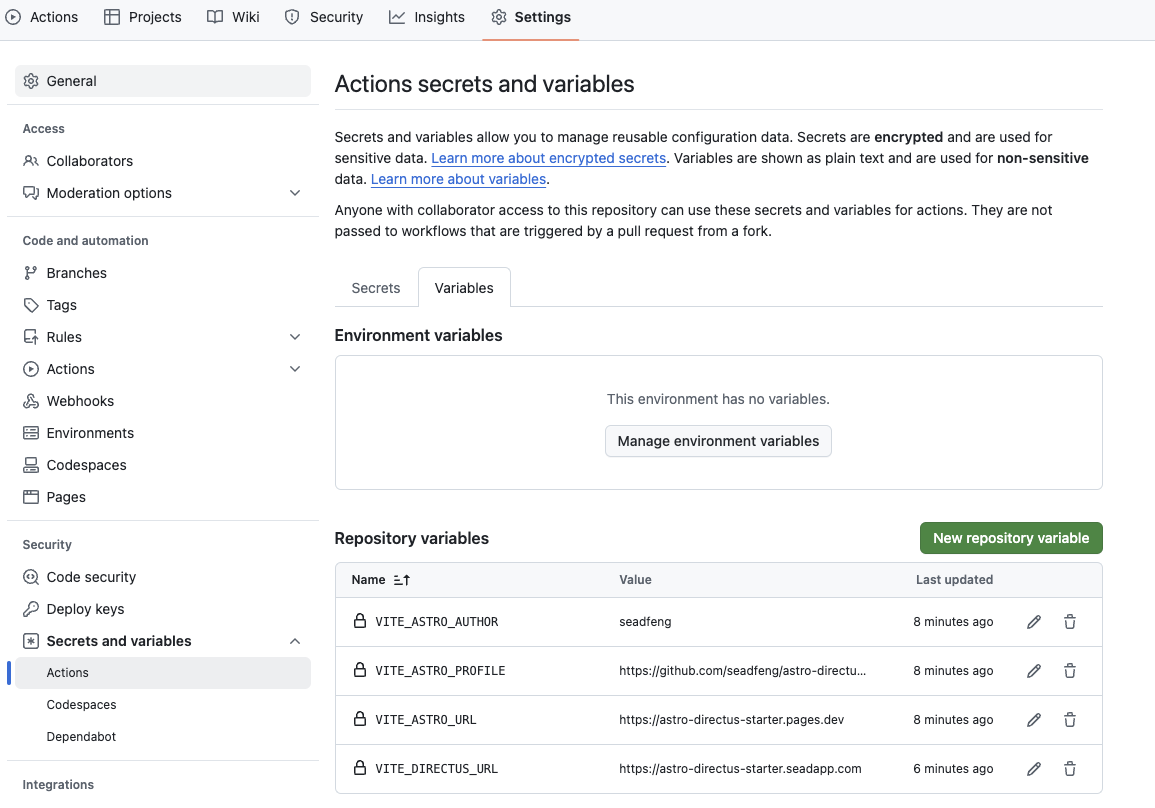 Actions Projects Wiki Security Insights Settings
General
Access
Collaborators
Moderation options
Code and automation
Branches
Tags
Rules
Actions
Webhooks
Environments
Codespaces
Pages
Security
Code security
Deploy keys
Secrets and variables
Actions
Codespaces
Dependabot
Integrations
Actions secrets and variables
Secrets and variables allow you to manage reusable configuration data. Secrets are encrypted and are used for
sensitive data. Learn more about encrypted secrets. Variables are shown as plain text and are used for non-sensitive
data. Learn more about variables.
Anyone with collaborator access to this repository can use these secrets and variables for actions. They are not
passed to workflows that are triggered by a pull request from a fork.
Secrets Variables
Environment variables
This environment has no variables.
Manage environment variables
Repository variables New repository variable
Name Value Last updated
VITE_ASTRO_AUTHOR seadfeng 8 minutes ago
VITE_ASTRO_PROFILE https://github.com/seadfeng/astro-directu... 8 minutes ago
VITE_ASTRO_URL https://astro-directus-starter.pages.dev 8 minutes ago
VITE_DIRECTUS_URL https://astro-directus-starter.seadapp.com 6 minutes ago